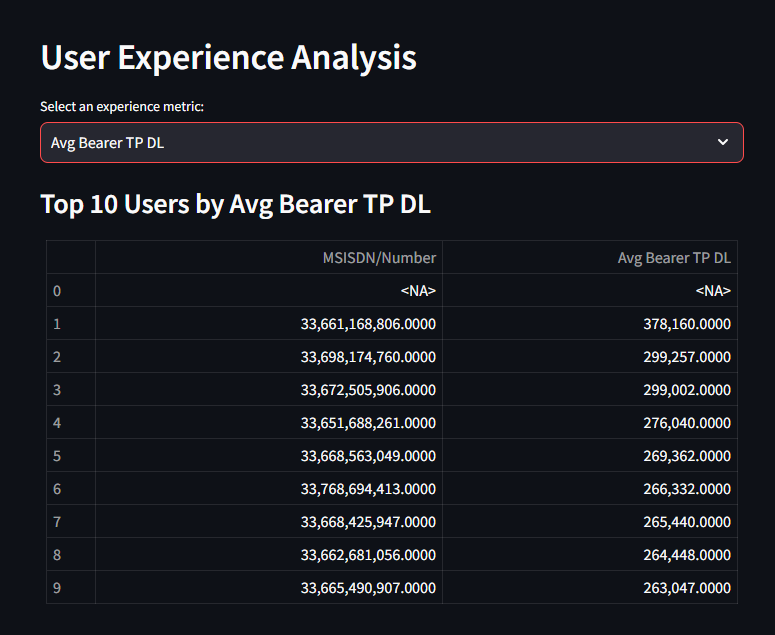 User Experience Analysis
Select an experience metric:
Avg Bearer TP DL
Top 10 Users by Avg Bearer TP DL
MSISDN/Number Avg Bearer TP DL
0 <NA> <NA>
1 33,661,168,806.0000 378,160.0000
2 33,698,174,760.0000 299,257.0000
3 33,672,505,906.0000 299,002.0000
4 33,651,688,261.0000 276,040.0000
5 33,668,563,049.0000 269,362.0000
6 33,768,694,413.0000 266,332.0000
7 33,668,425,947.0000 265,440.0000
8 33,662,681,056.0000 264,448.0000
9 33,665,490,907.0000 263,047.0000